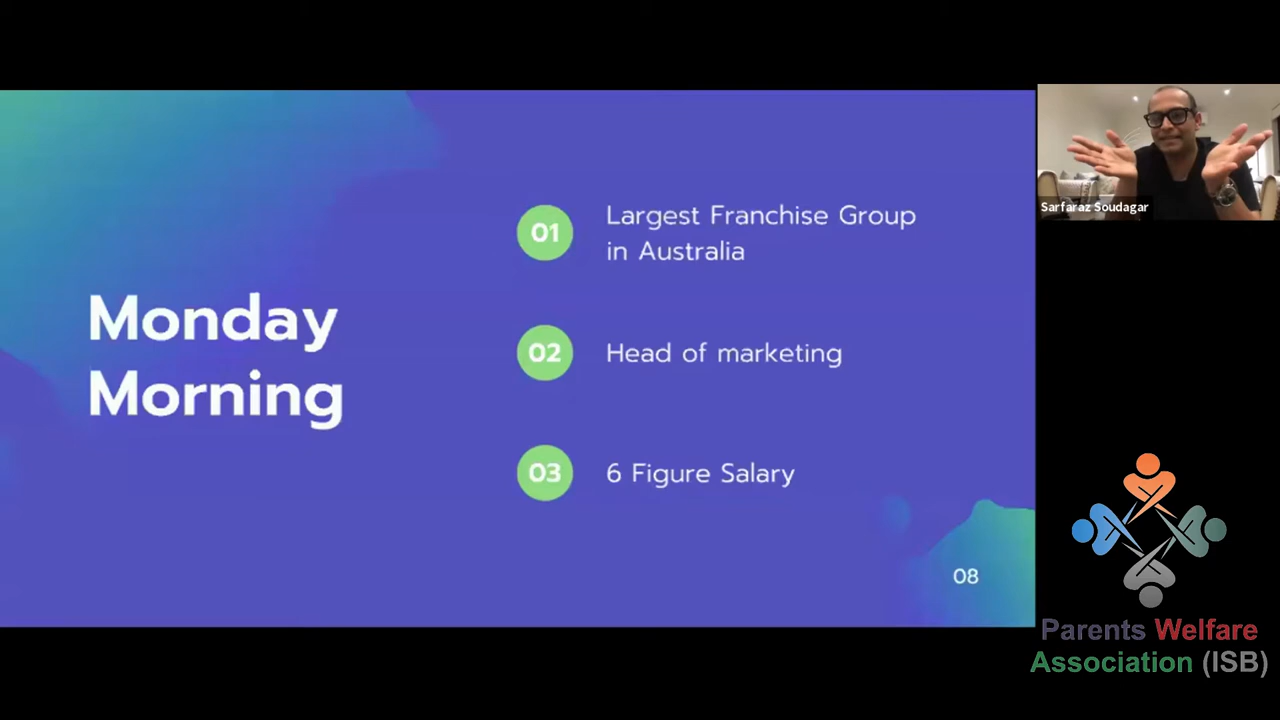 Monday
Morning
01
Largest Franchise Group
in Australia
02
Head of marketing
03
6 Figure Salary
08
Sarfaraz Soudagar
Parents Welfare
Association (ISB)